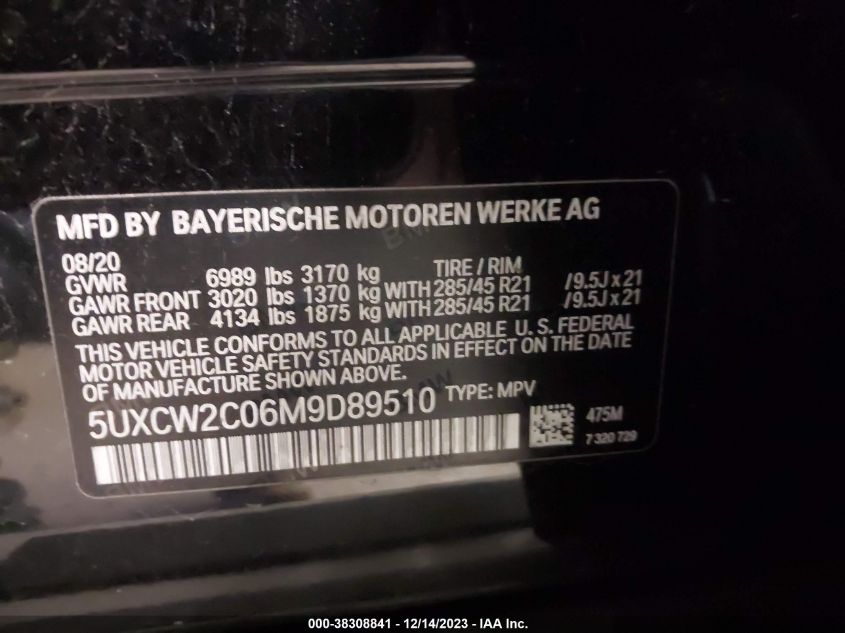 MFD BY BAYERISCHE MOTOREN WERKE AG
08/20 TIRE / RIM
GVWR 6989 lbs 3170 kg
GAWR FRONT 3020 lbs 1370 kg WITH 285/45 R21 /9.5J x 21
GAWR REAR 4134 lbs 1875 kg WITH 285/45 R21 /9.5J x 21
THIS VEHICLE CONFORMS TO ALL APPLICABLE U. S. FEDERAL
MOTOR VEHICLE SAFETY STANDARDS IN EFFECT ON THE DATE
OF MANUFACTURE SHOWN ABOVE.
5UXCW2C06M9D89510 TYPE: MPV
475M
7 320 729
000-38308841 - 12/14/2023 - IAA Inc.